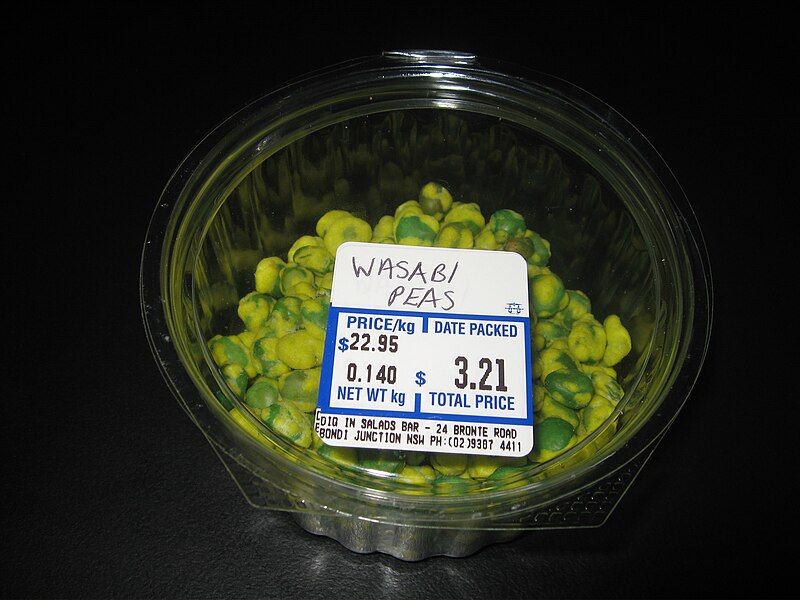 WASABI
PEAS
PRICE/kg DATE PACKED
$22.95
0.140 $ 3.21
NET WT kg TOTAL PRICE
DIG IN SALADS BAR - 24 BRONTE ROAD
BONDI JUNCTION NSW PH:(02)9387 4411